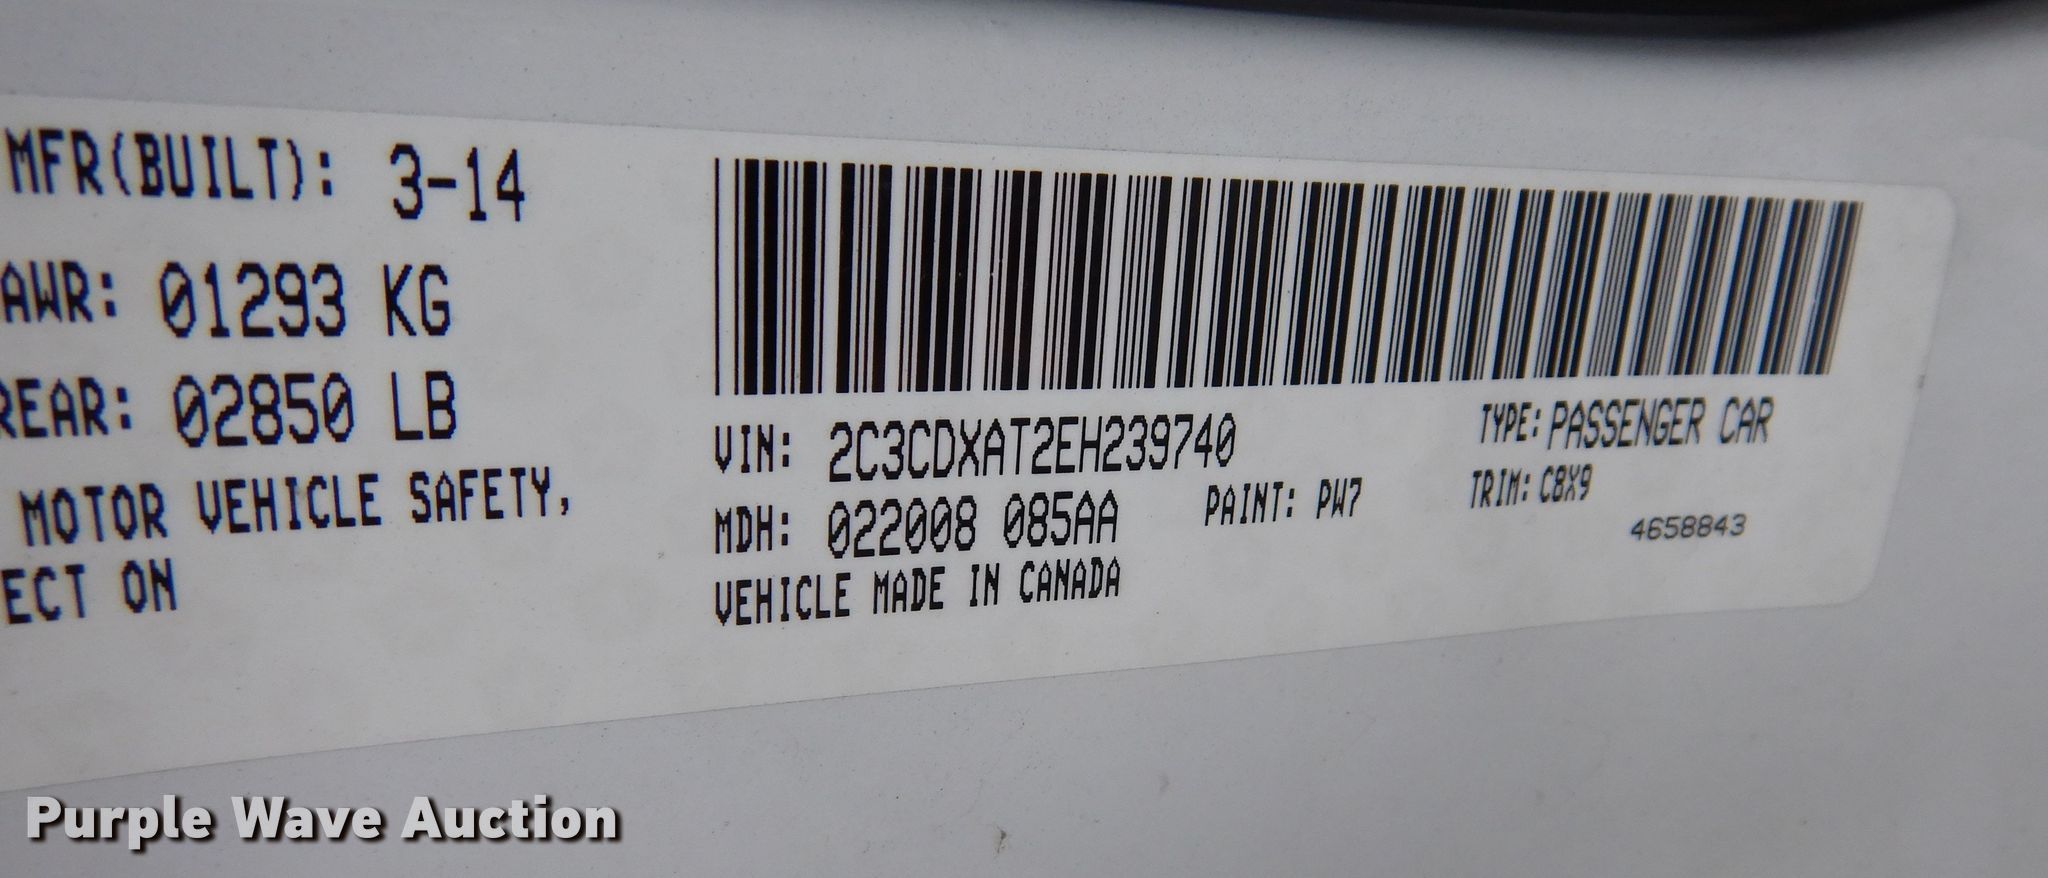 MFR(BUILT): 3-14
AWR: 01293 KG
REAR: 02850 LB
MOTOR VEHICLE SAFETY,
ECT ON
VIN: 2C3CDXAT2EH239740
TYPE: PASSENGER CAR
MDH: 022008 085AA
PAINT: PW7
TRIM: C8X9
4658843
VEHICLE MADE IN CANADA
Purple Wave Auction